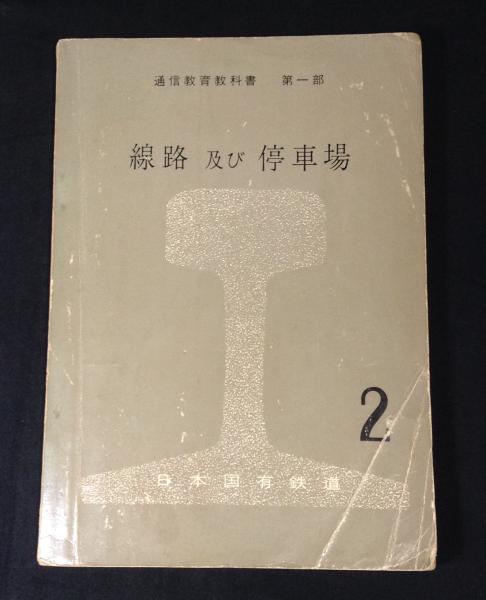 通信教育教科書 第一部
線路 及び 停車場
2
日本国有鉄道